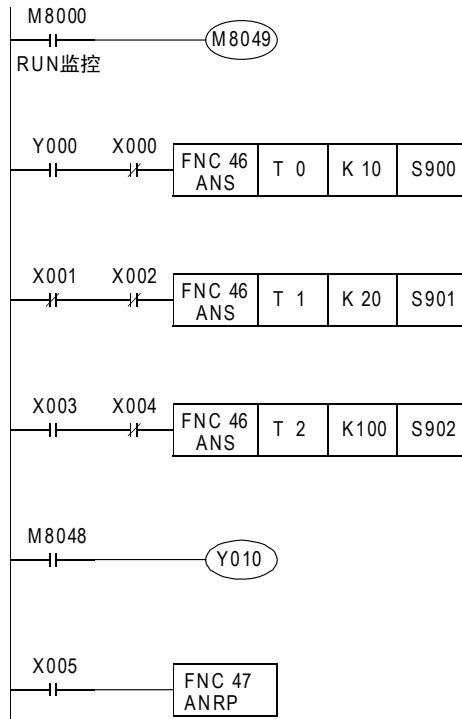 M8000
M8049
RUN监控
Y000 X000
FNC 46 ANS T 0 K 10 S900
X001 X002
FNC 46 ANS T 1 K 20 S901
X003 X004
FNC 46 ANS T 2 K100 S902
M8048
Y010
X005
FNC 47
ANRP